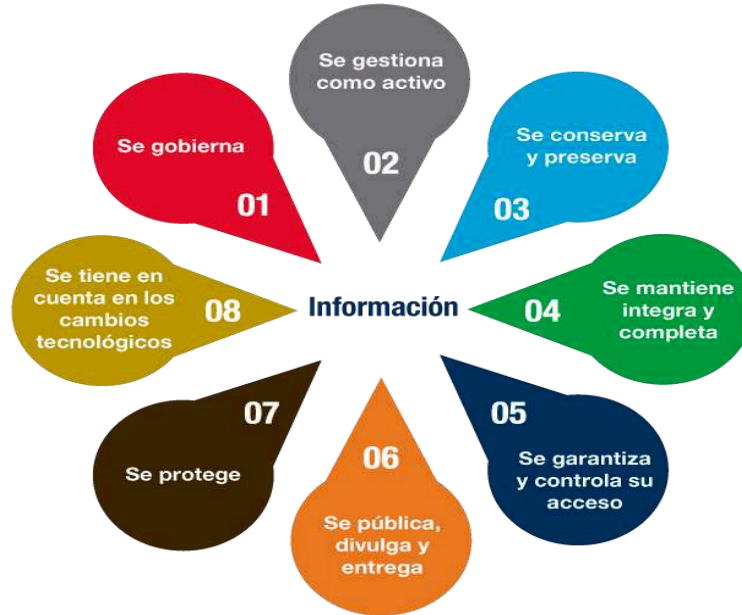 Se gobierna
01
Se gestiona
como activo
02
Se conserva
y preserva
03
Se mantiene
integra y
completa
04
05
Se garantiza
y controla su
acceso
06
Se pública,
divulga y
entrega
07
Se protege
Se tiene en
cuenta en los
cambios
tecnológicos
08
Información